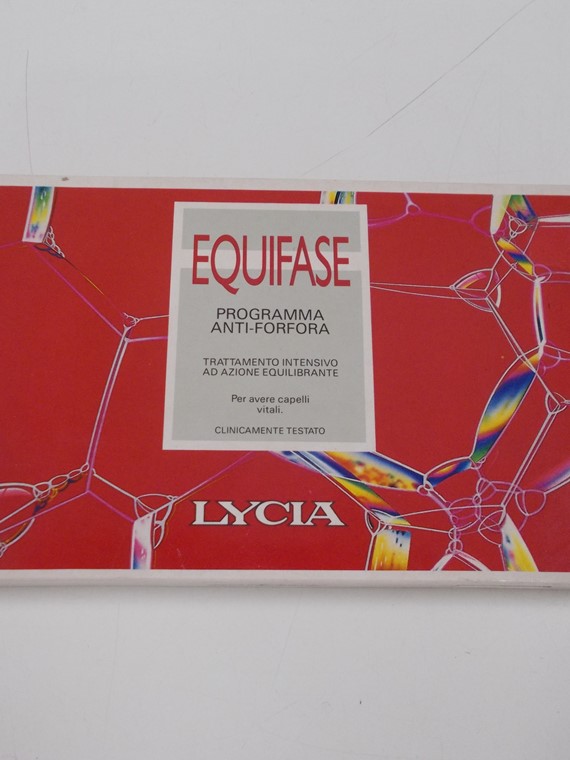 EQUIFASE
PROGRAMMA
ANTI-FORFORA
TRATTAMENTO INTENSIVO
AD AZIONE EQUILIBRANTE
Per avere capelli
vitali.
CLINICAMENTE TESTATO
LYCIA